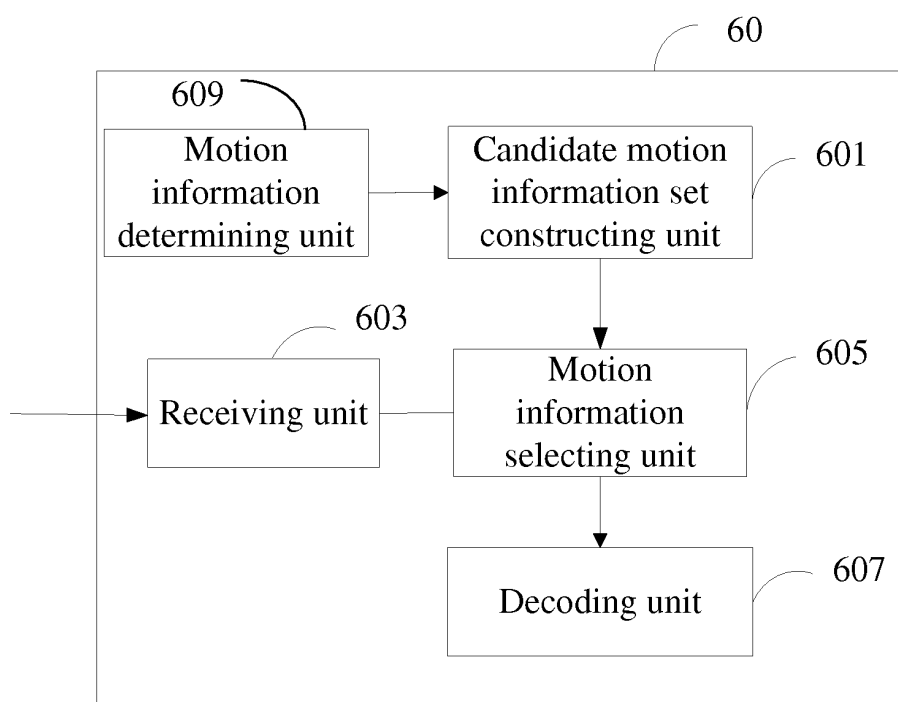 60
609
Motion
information
determining unit
Candidate motion
information set
constructing unit
601
603
Receiving unit
Motion
information
selecting unit
605
Decoding unit
607